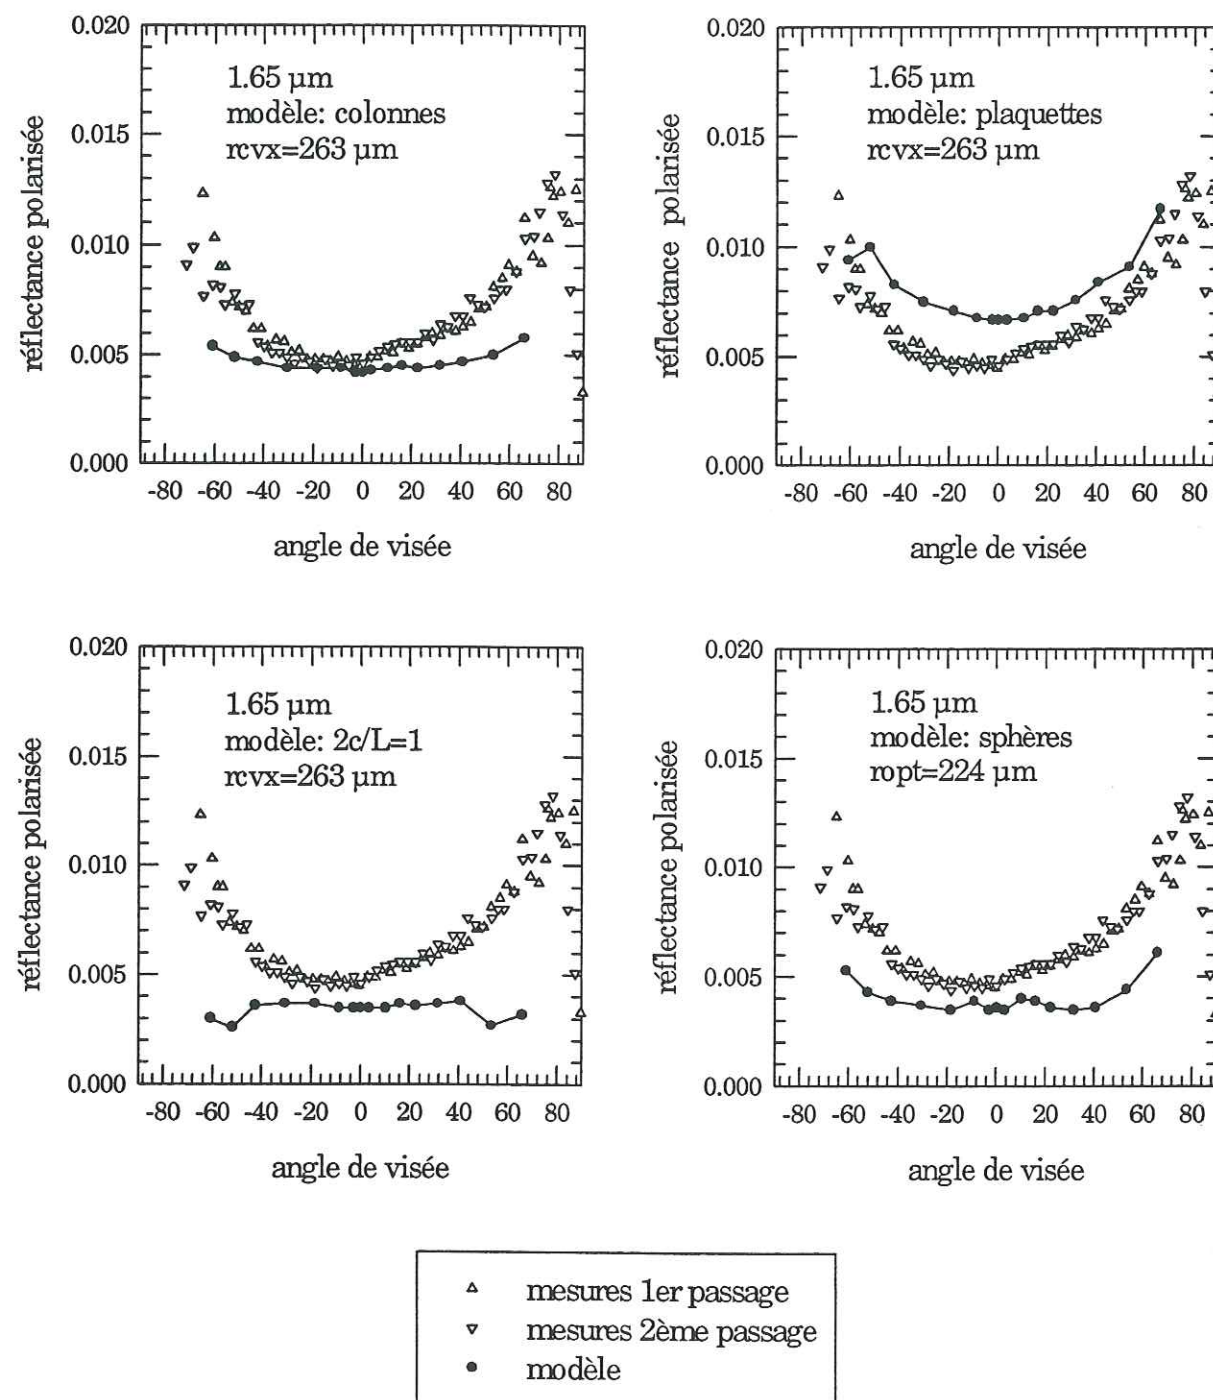 0.020
0.015
0.010
0.005
0.000
réflectance polarisée
1.65 µm
modèle: colonnes
rcvx=263 µm
-80 -60 -40 -20 0 20 40 60 80
angle de visée
0.020
0.015
0.010
0.005
0.000
réflectance polarisée
1.65 µm
modèle: plaquettes
rcvx=263 µm
-80 -60 -40 -20 0 20 40 60 80
angle de visée
0.020
0.015
0.010
0.005
0.000
réflectance polarisée
1.65 µm
modèle: 2c/L=1
rcvx=263 µm
-80 -60 -40 -20 0 20 40 60 80
angle de visée
0.020
0.015
0.010
0.005
0.000
réflectance polarisée
1.65 µm
modèle: sphères
ropt=224 µm
-80 -60 -40 -20 0 20 40 60 80
angle de visée
mesures 1er passage
mesures 2ème passage
modèle